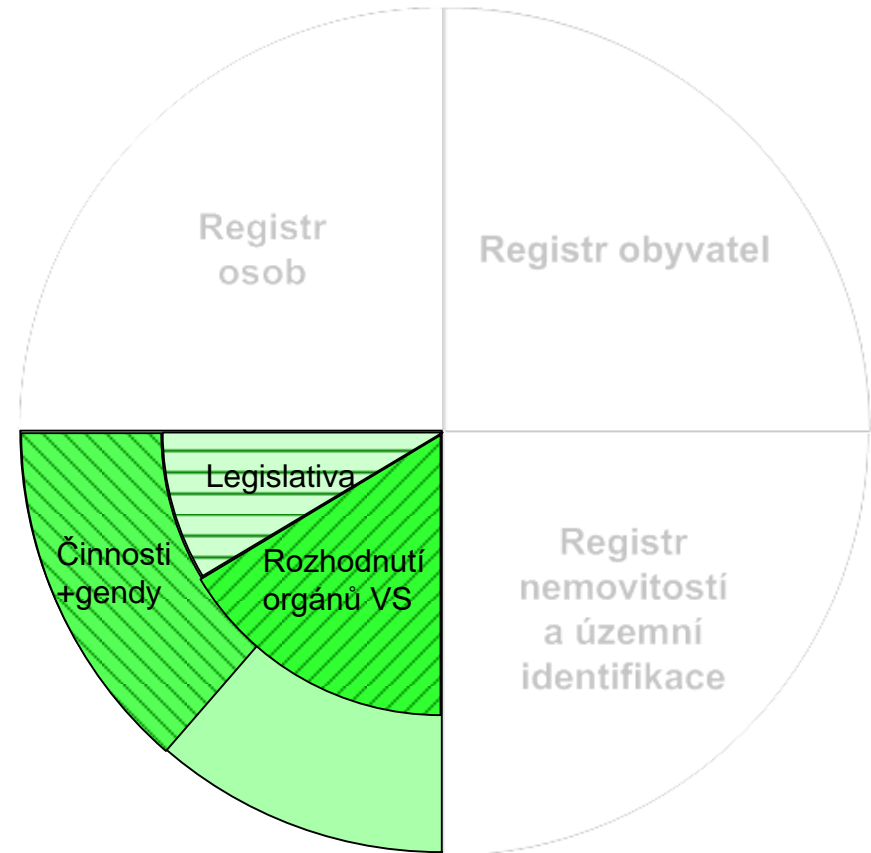 Registr
osob
Registr obyvatel
Legislativa
Činnosti
+gendy
Rozhodnutí
orgánů VS
Registr
nemovitostí
a územní
identifikace